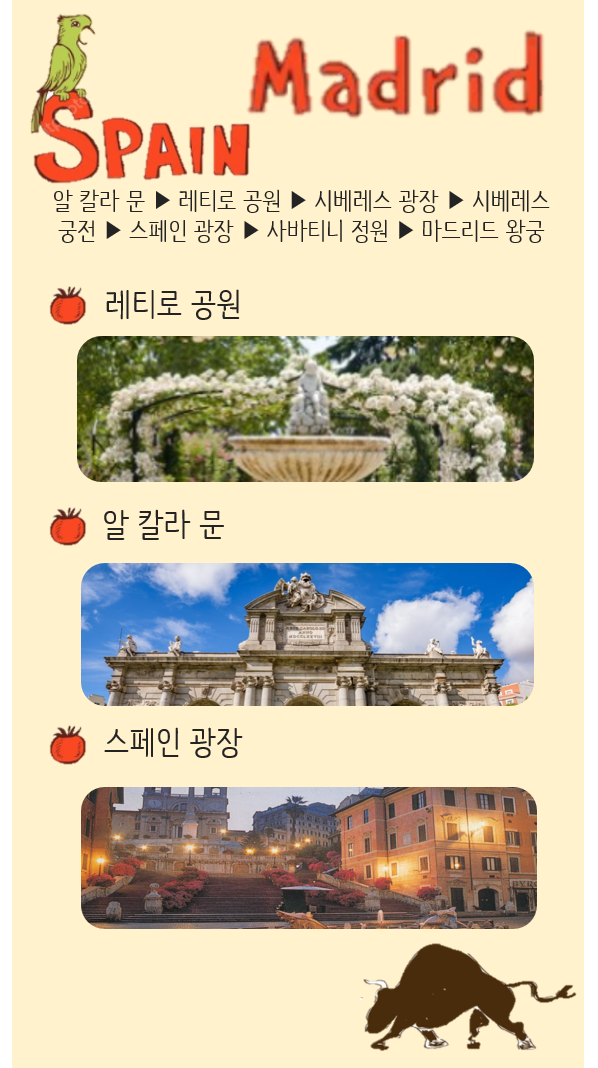 Madrid
SPAIN
알 칼라 문 ▶ 레티로 공원 ▶ 시베레스 광장 ▶ 시베레스
궁전 ▶ 스페인 광장 ▶ 사바티니 정원 ▶ 마드리드 왕궁
레티로 공원
알 칼라 문
스페인 광장